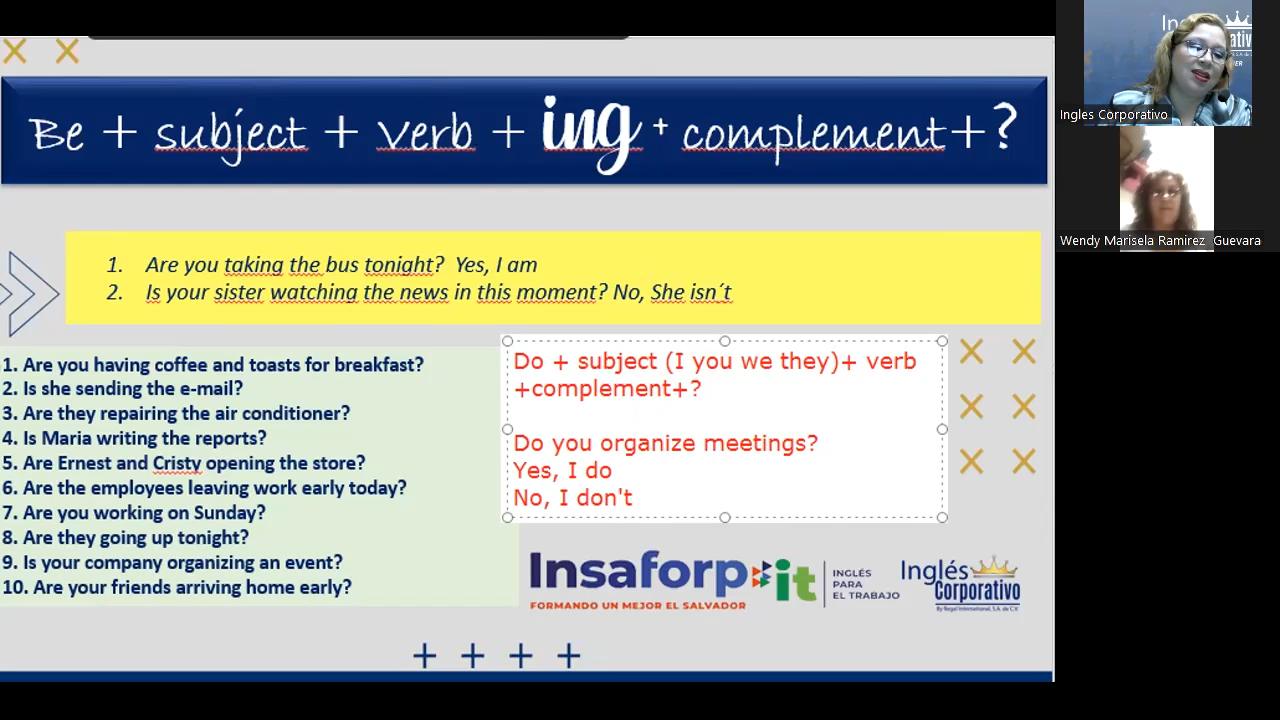 Be + subject + verb + ing + complement+?
1. Are you taking the bus tonight? Yes, I am
2. Is your sister watching the news in this moment? No, She isn´t
1. Are you having coffee and toasts for breakfast?
2. Is she sending the e-mail?
3. Are they repairing the air conditioner?
4. Is Maria writing the reports?
5. Are Ernest and Cristy opening the store?
6. Are the employees leaving work early today?
7. Are you working on Sunday?
8. Are they going up tonight?
9. Is your company organizing an event?
10. Are your friends arriving home early?
Do + subject (I you we they)+ verb
+complement+?
Do you organize meetings?
Yes, I do
No, I don't
Insaforp
FORMANDO UN MEJOR EL SALVADOR
it
INGLÉS
PARA
EL TRABAJO
Inglés
Corporativo
By Regal International, S.A. de C.V.
Ingles Corporativo
Wendy Marisela Ramirez Guevara